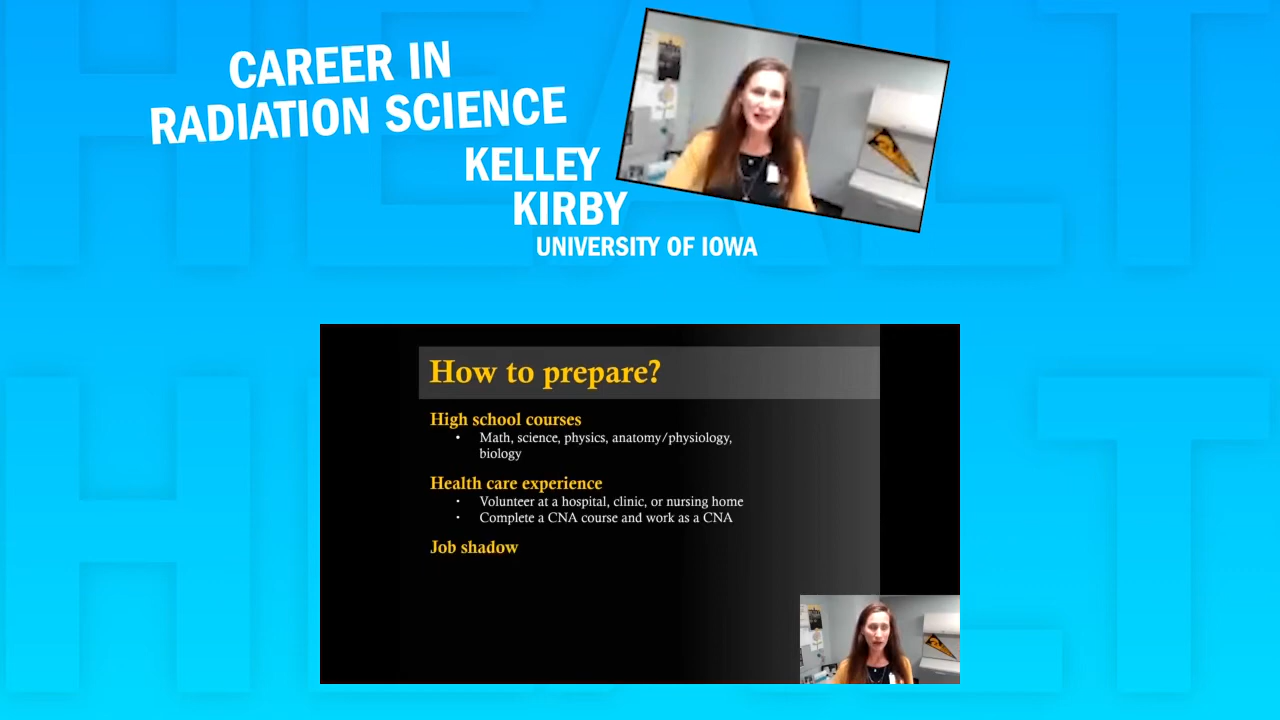 CAREER IN
RADIATION SCIENCE
KELLEY
KIRBY
UNIVERSITY OF IOWA
How to prepare?
High school courses
• Math, science, physics, anatomy/physiology,
biology
Health care experience
• Volunteer at a hospital, clinic, or nursing home
• Complete a CNA course and work as a CNA
Job shadow